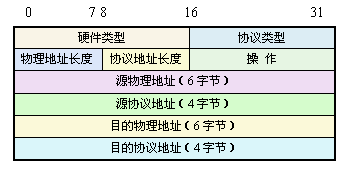 0 7 8 16 31
硬件类型 协议类型
物理地址长度 协议地址长度 操 作
源物理地址（6 字节）
源协议地址（4 字节）
目的物理地址（6 字节）
目的协议地址（4 字节）